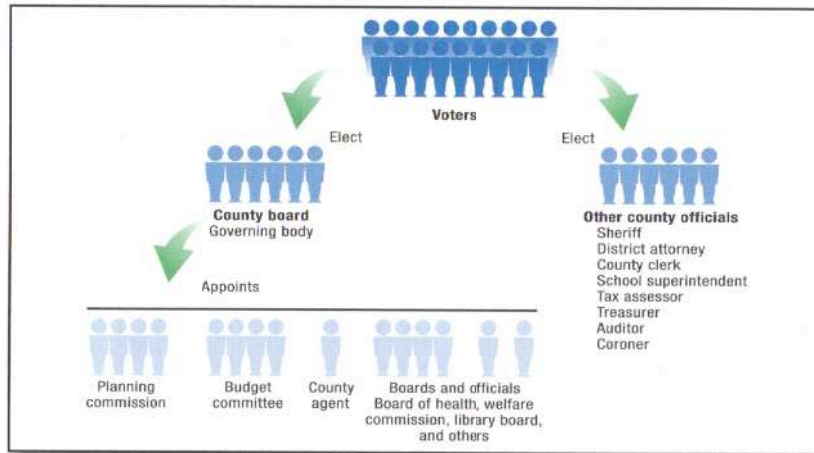 Voters
Elect
Elect
County board
Governing body
Other county officials
Sheriff
District attorney
County clerk
School superintendent
Tax assessor
Treasurer
Auditor
Coroner
Appoints
Planning
commission
Budget
committee
County
agent
Boards and officials
Board of health, welfare
commission, library board,
and others